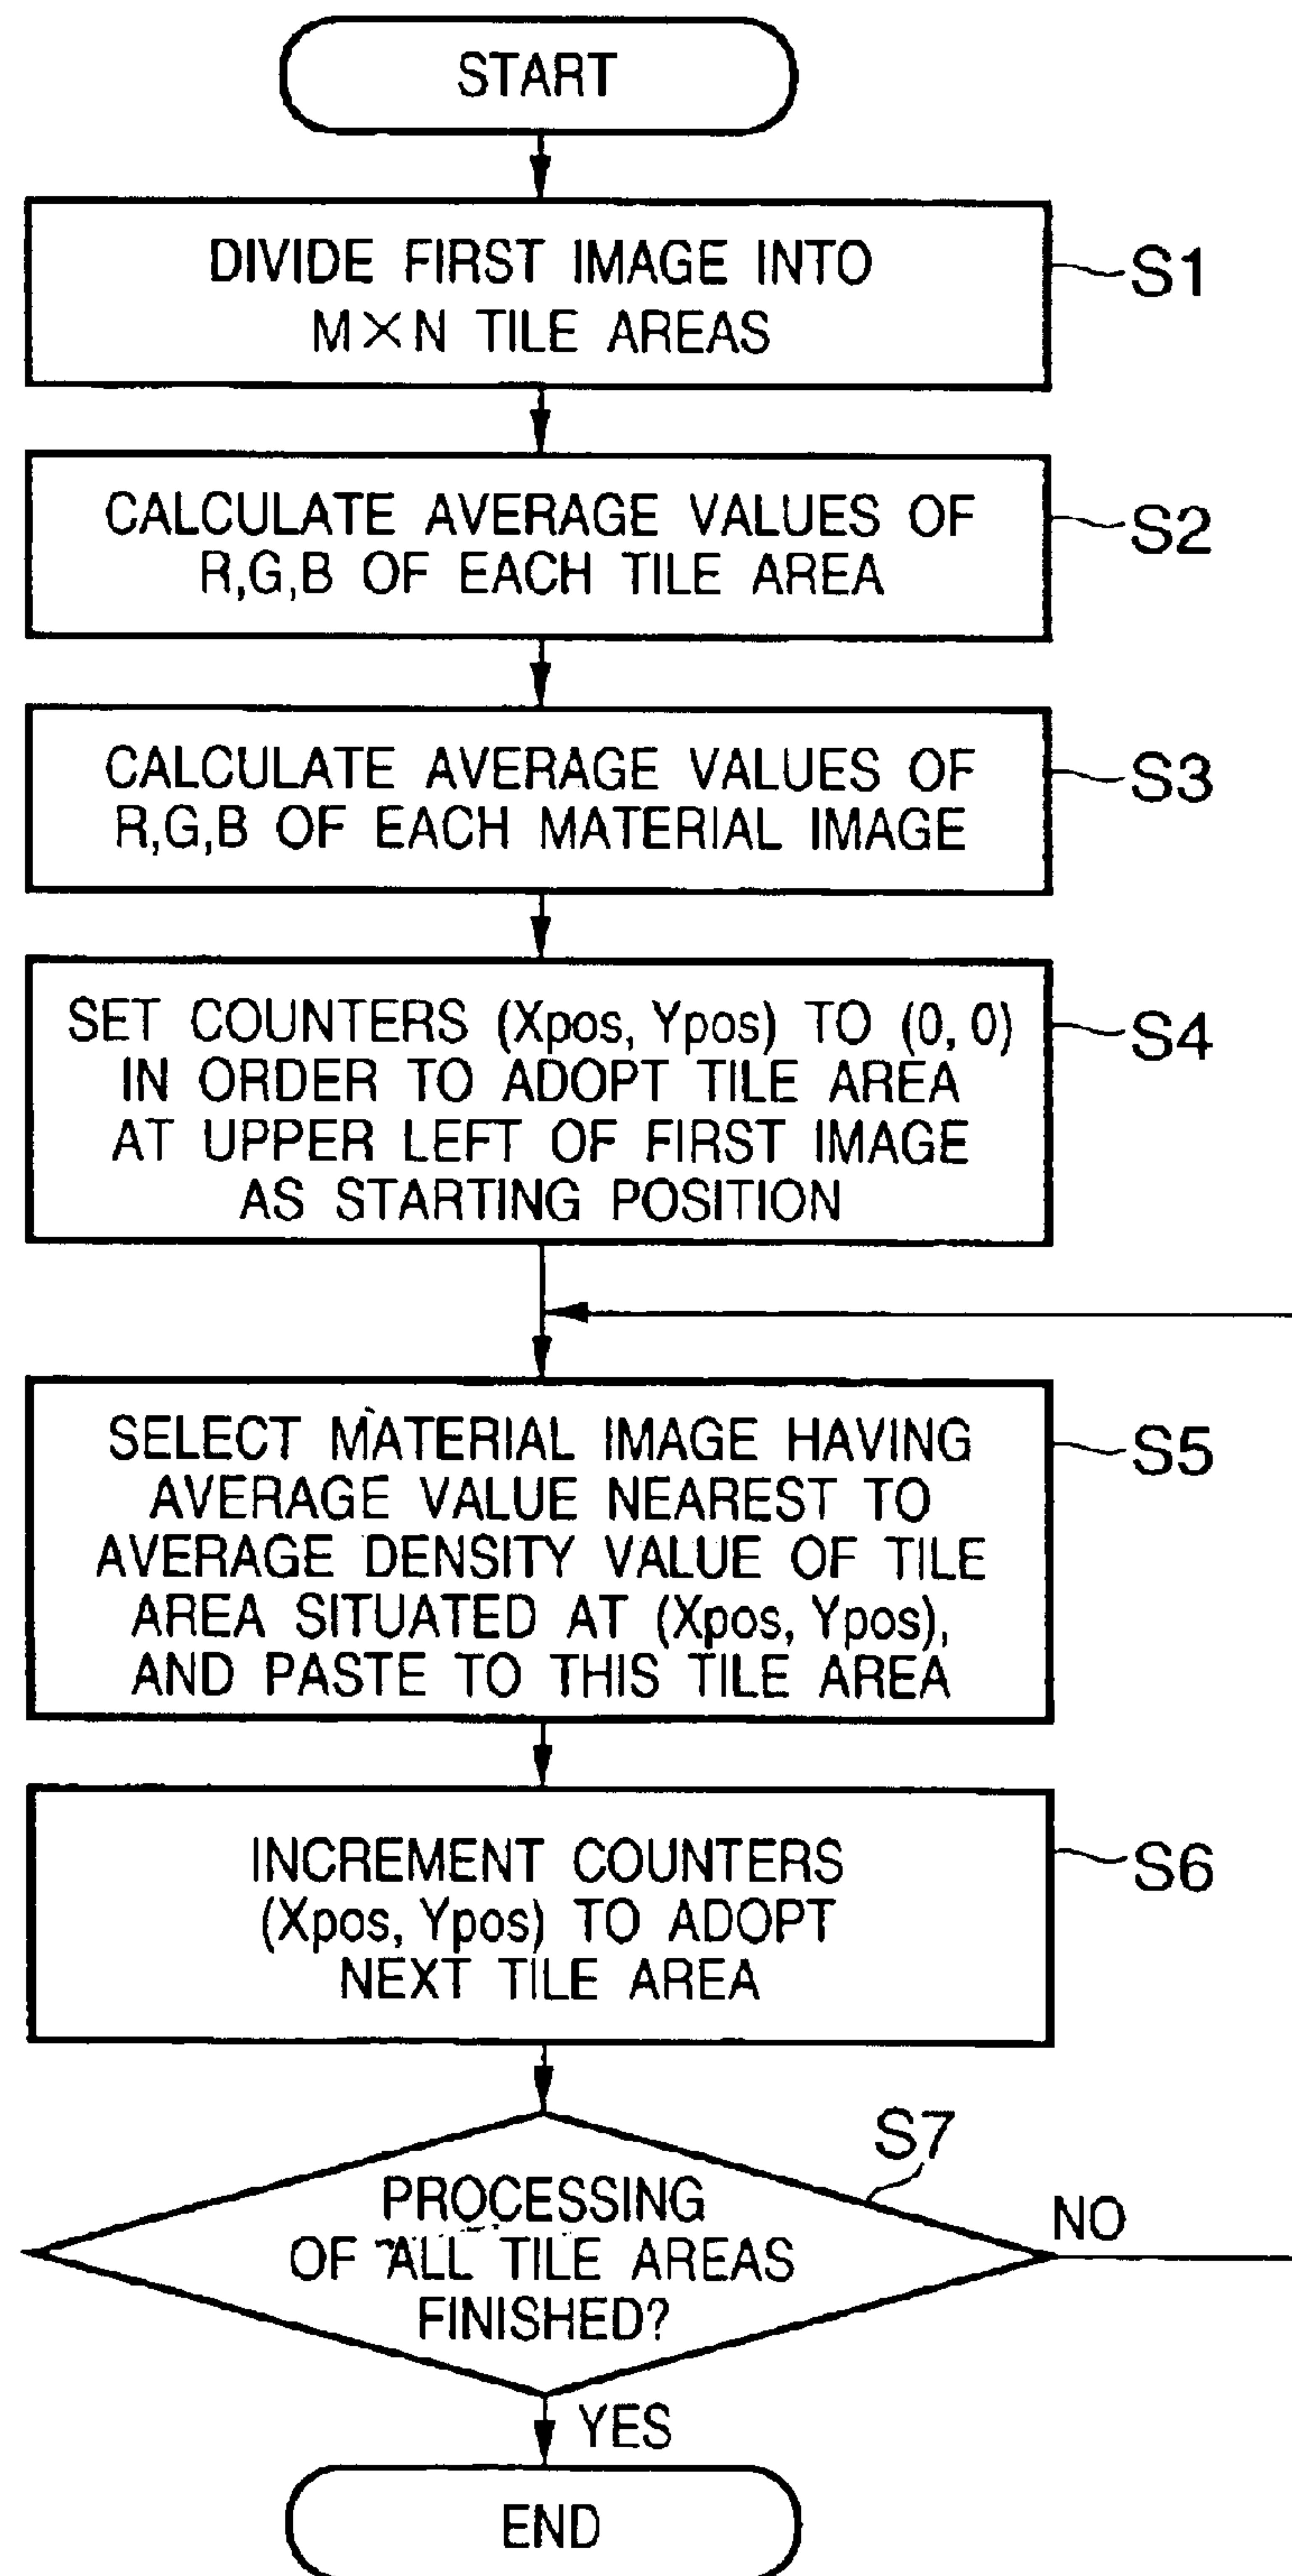 START
DIVIDE FIRST IMAGE INTO
M×N TILE AREAS
S1
CALCULATE AVERAGE VALUES OF
R,G,B OF EACH TILE AREA
S2
CALCULATE AVERAGE VALUES OF
R,G,B OF EACH MATERIAL IMAGE
S3
SET COUNTERS (Xpos, Ypos) TO (0, 0)
IN ORDER TO ADOPT TILE AREA
AT UPPER LEFT OF FIRST IMAGE
AS STARTING POSITION
S4
SELECT MATERIAL IMAGE HAVING
AVERAGE VALUE NEAREST TO
AVERAGE DENSITY VALUE OF TILE
AREA SITUATED AT (Xpos, Ypos),
AND PASTE TO THIS TILE AREA
S5
INCREMENT COUNTERS
(Xpos, Ypos) TO ADOPT
NEXT TILE AREA
S6
S7
PROCESSING
OF ALL TILE AREAS
FINISHED?
NO
YES
END